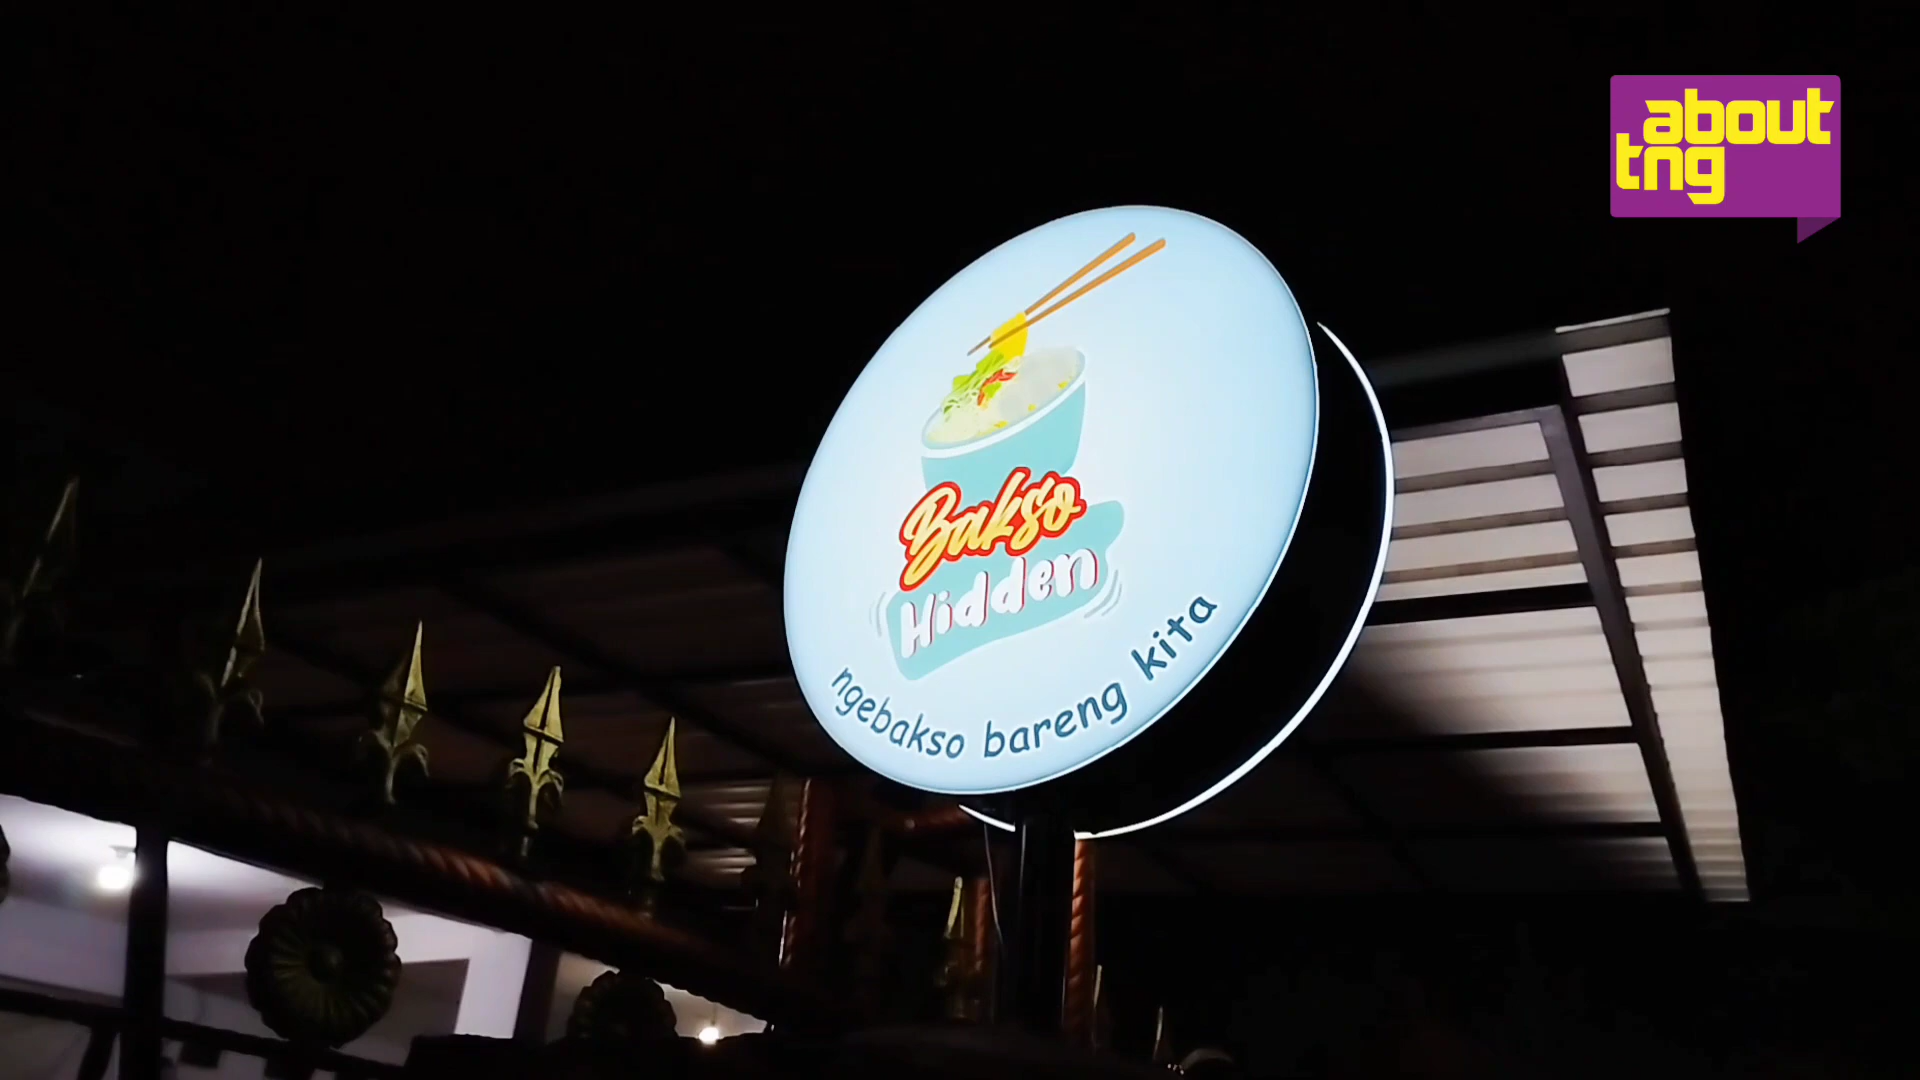 about
tng
Bakso
Hidden
ngebakso bareng kita